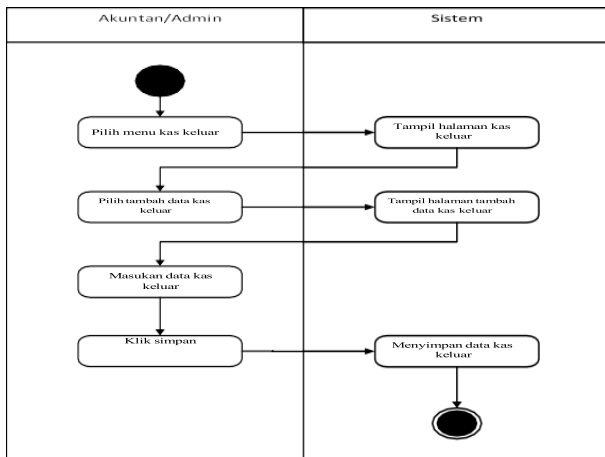 Akuntan/Admin
Sistem
Pilih menu kas keluar
Tampil halaman kas
keluar
Pilih tambah data kas
keluar
Tampil halaman tambah
data kas keluar
Masukan data kas
keluar
Klik simpan
Menyimpan data kas
keluar